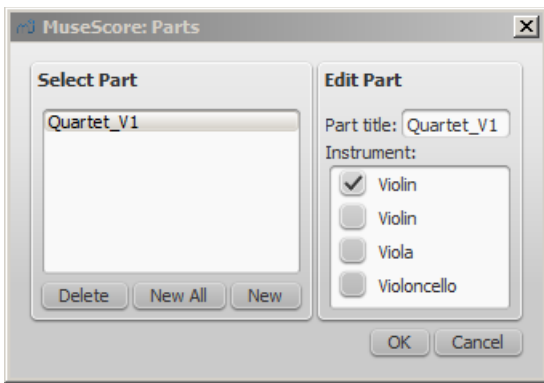 MuseScore: Parts
Select Part
Quartet_V1
Delete New All New
Edit Part
Part title: Quartet_V1
Instrument:
Violin
Violin
Viola
Violoncello
OK Cancel